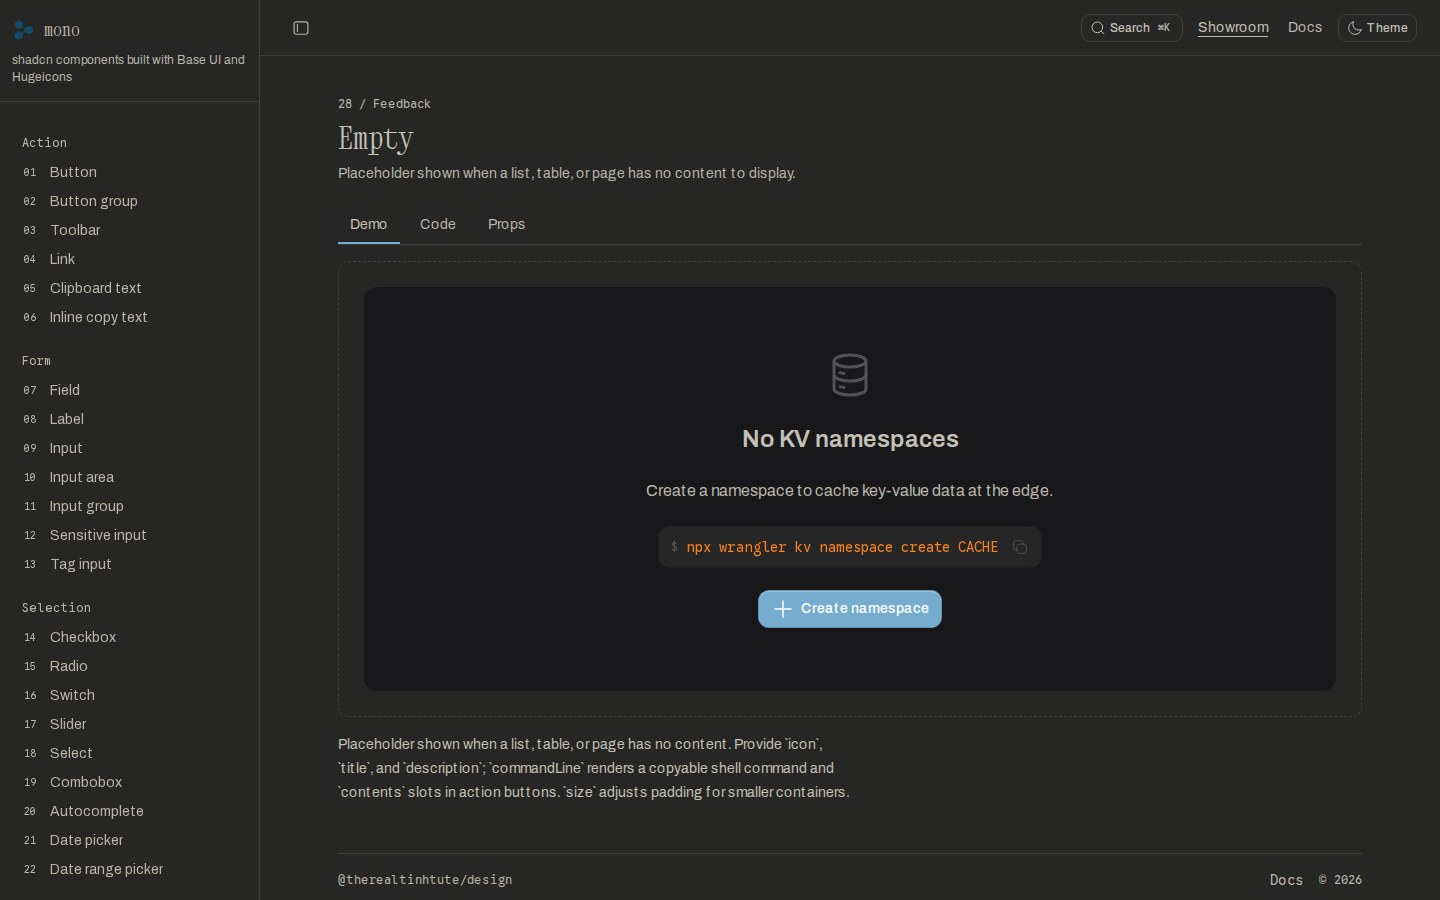 mono
shadcn components built with Base UI and
Hugeicons
Search ⌘K
Showroom
Docs
Theme
Action
01 Button
02 Button group
03 Toolbar
04 Link
05 Clipboard text
06 Inline copy text
Form
07 Field
08 Label
09 Input
10 Input area
11 Input group
12 Sensitive input
13 Tag input
Selection
14 Checkbox
15 Radio
16 Switch
17 Slider
18 Select
19 Combobox
20 Autocomplete
21 Date picker
22 Date range picker
28 / Feedback
Empty
Placeholder shown when a list, table, or page has no content to display.
Demo Code Props
No KV namespaces
Create a namespace to cache key-value data at the edge.
$ npx wrangler kv namespace create CACHE
Create namespace
Placeholder shown when a list, table, or page has no content. Provide `icon`,
`title`, and `description`; `commandLine` renders a copyable shell command and
`contents` slots in action buttons. `size` adjusts padding for smaller containers.
@therealtinhtute/design
Docs © 2026